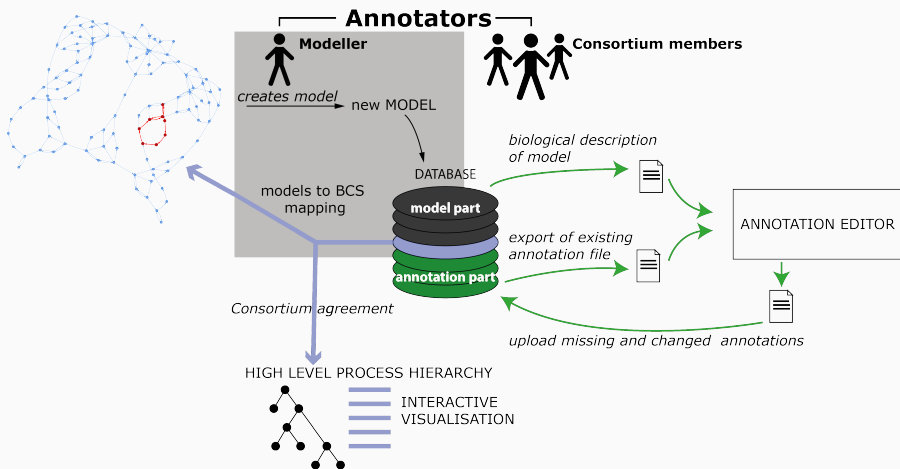 Annotators
Modeller
Consortium members
creates model
new MODEL
biological description
of model
DATABASE
models to BCS
mapping
model part
ANNOTATION EDITOR
export of existing
annotation file
annotation part
Consortium agreement
upload missing and changed annotations
HIGH LEVEL PROCESS HIERARCHY
INTERACTIVE
VISUALISATION